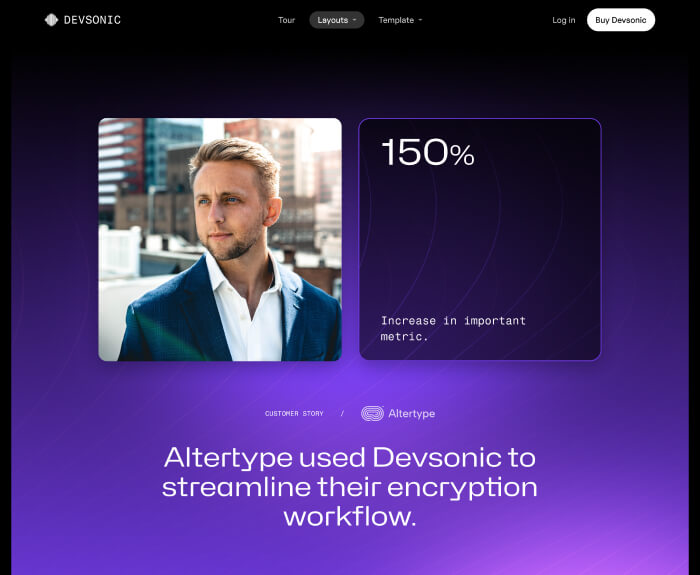 DEVSONIC
Tour
Layouts
Template
Log in
Buy Devsonic
150%
Increase in important
metric.
CUSTOMER STORY / Altertype
Altertype used Devsonic to
streamline their encryption
workflow.